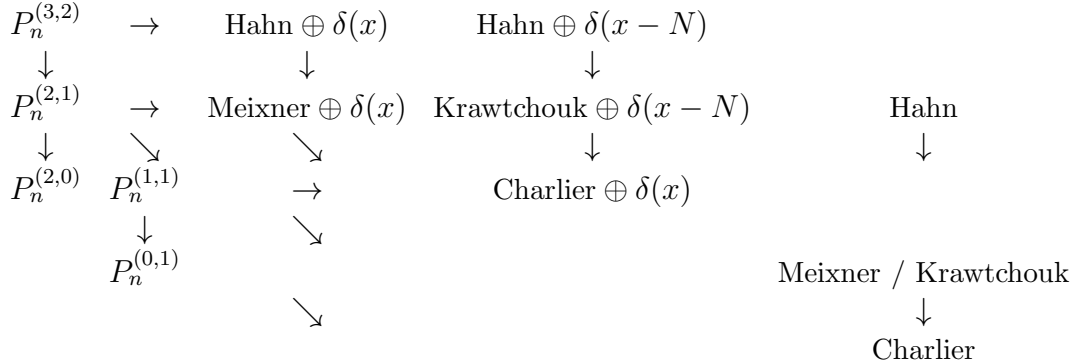 $P_n^{(3,2)}$ → Hahn ⊕ δ(x) Hahn ⊕ δ(x − N)
↓ ↓ ↓
$P_n^{(2,1)}$ → Meixner ⊕ δ(x) Krawtchouk ⊕ δ(x − N) Hahn
↓ ↘ ↘ ↓ ↓
$P_n^{(2,0)}$ $P_n^{(1,1)}$ → Charlier ⊕ δ(x)
↓ ↘
$P_n^{(0,1)}$ Meixner / Krawtchouk
↘ ↓
Charlier